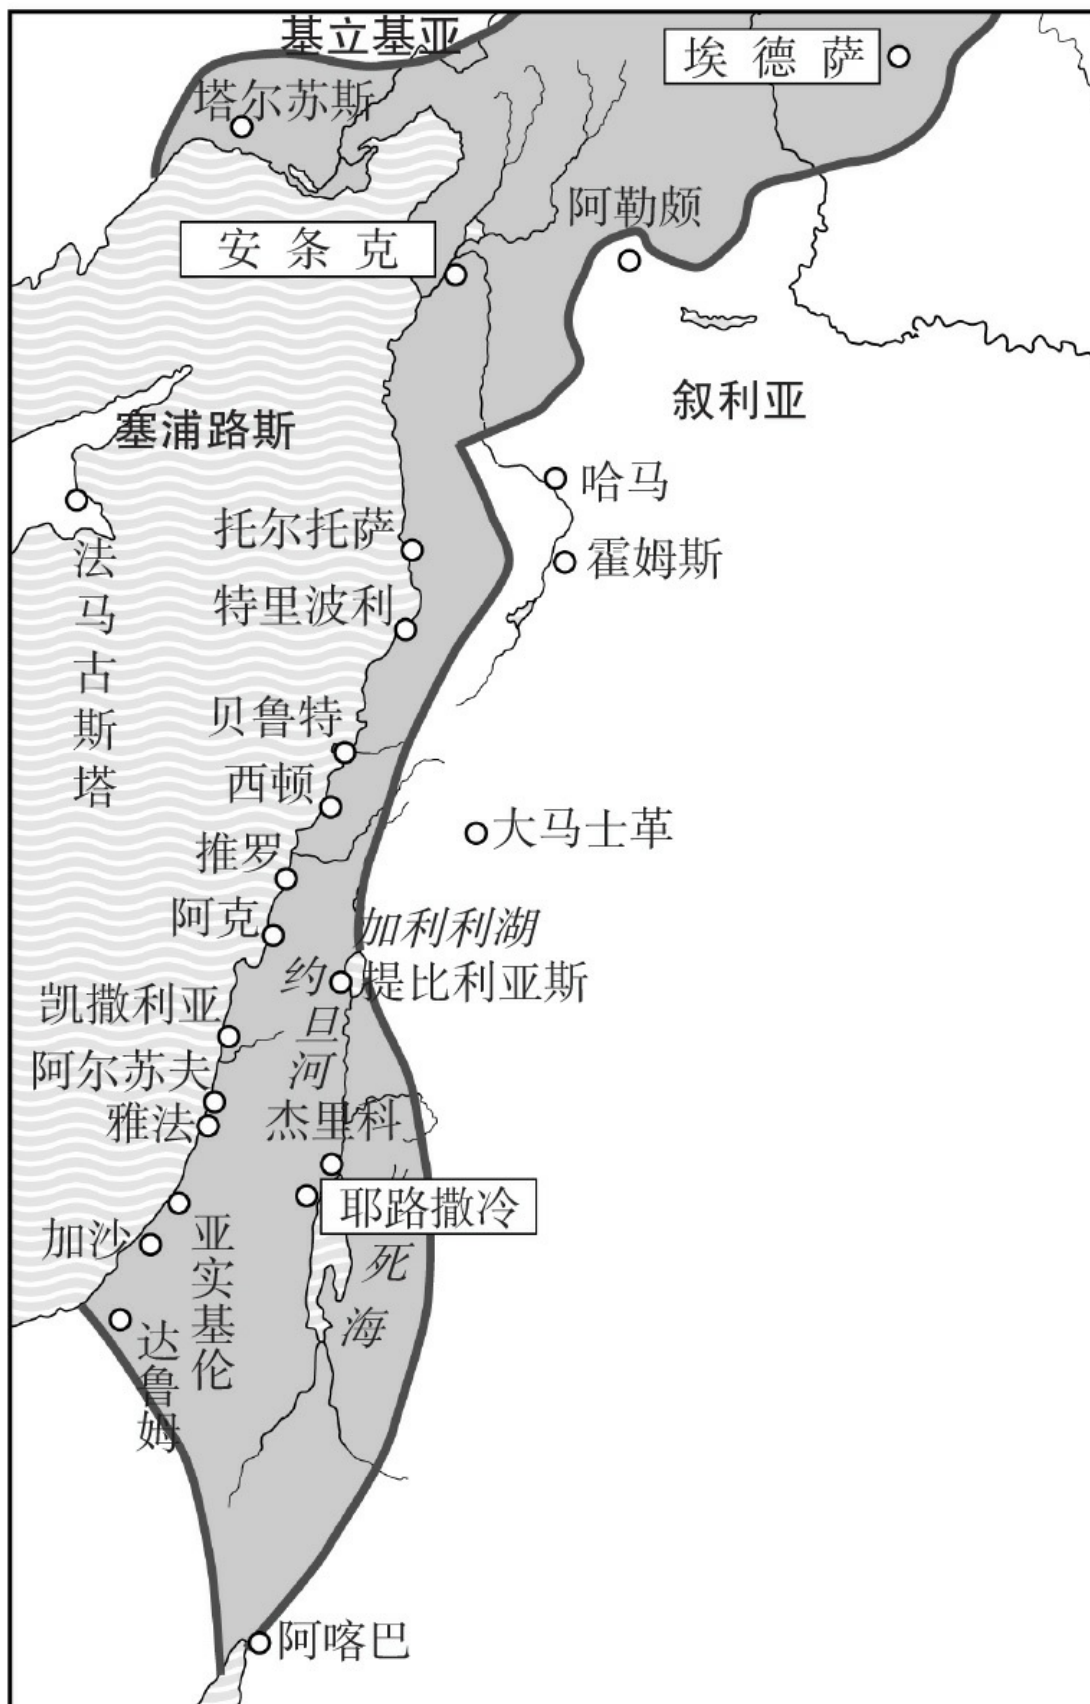 基立基亚
埃德萨
塔尔苏斯
阿勒颇
安条克
叙利亚
塞浦路斯
哈马
托尔托萨
霍姆斯
法马古斯塔
特里波利
贝鲁特
西顿
大马士革
推罗
阿克
加利利湖
约旦河
提比利亚斯
凯撒利亚
阿尔苏夫
雅法
杰里科
耶路撒冷
加沙
亚实基伦
死海
达鲁姆
阿喀巴